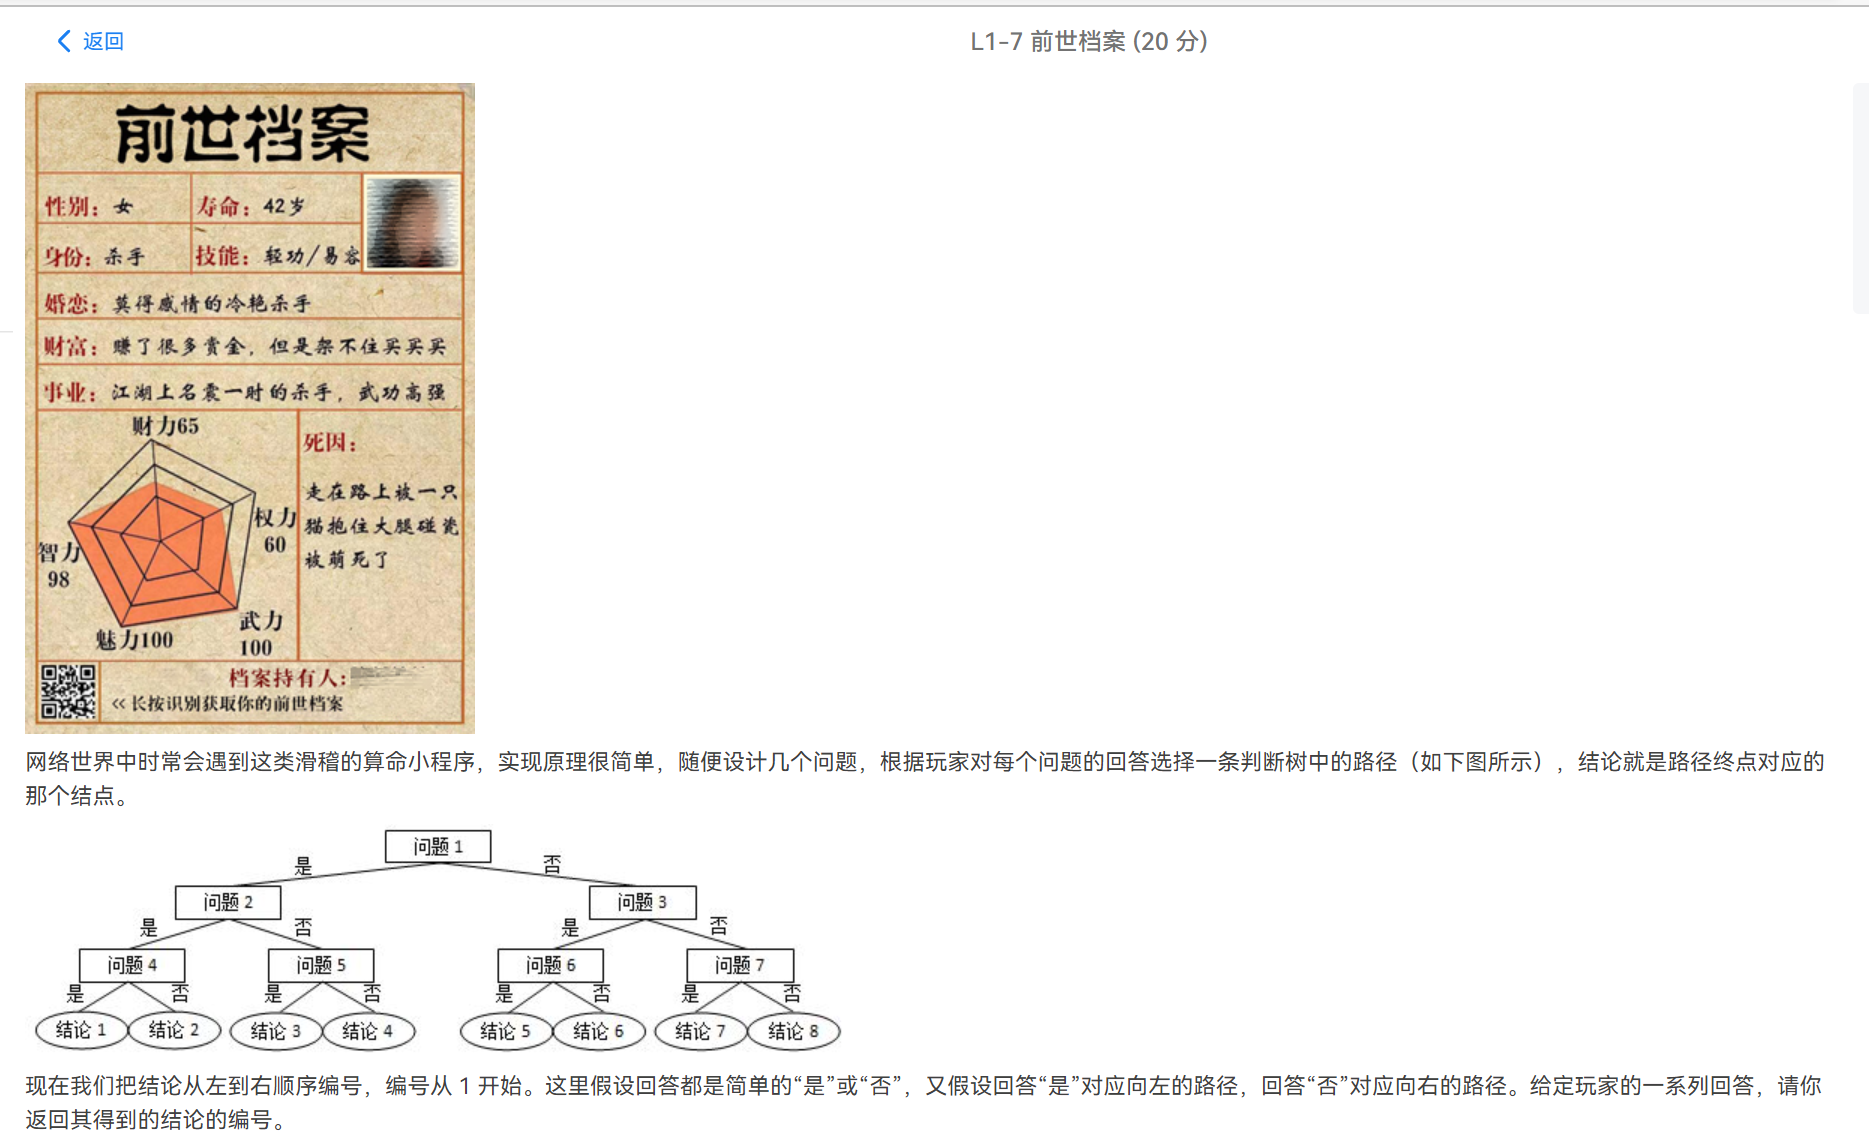 返回
L1-7 前世档案 (20 分)
前世档案
性别：女
寿命：42岁
身份：杀手
技能：轻功/易容
婚恋：莫得感情的冷艳杀手
财富：赚了很多赏金，但是架不住买买买
事业：江湖上名震一时的杀手，武功高强
财力65
权力
60
智力
98
魅力100
武力
100
死因：
走在路上被一只
猫抱住大腿碰瓷
被萌死了
档案持有人:
<< 长按识别获取你的前世档案
网络世界中时常会遇到这类滑稽的算命小程序，实现原理很简单，随便设计几个问题，根据玩家对每个问题的回答选择一条判断树中的路径（如下图所示），结论就是路径终点对应的
那个结点。
问题 1
是 否
问题 2 问题 3
是 否 是 否
问题 4 问题 5 问题 6 问题 7
是 否 是 否 是 否 是 否
结论 1 结论 2 结论 3 结论 4 结论 5 结论 6 结论 7 结论 8
现在我们把结论从左到右顺序编号，编号从 1 开始。这里假设回答都是简单的“是”或“否”，又假设回答“是”对应向左的路径，回答“否”对应向右的路径。给定玩家的一系列回答，请你
返回其得到的结论的编号。